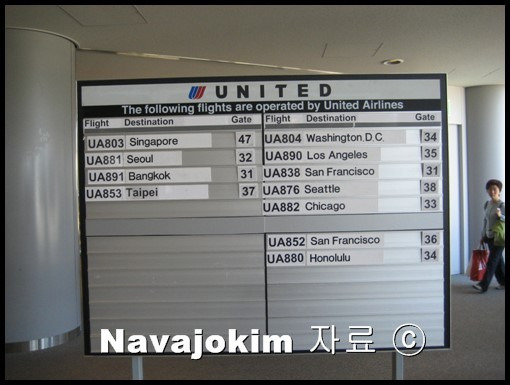 UNITED
The following flights are operated by United Airlines
Flight Destination Gate
UA803 Singapore 47
UA881 Seoul 32
UA891 Bangkok 31
UA853 Taipei 37
Flight Destination Gate
UA804 Washington,D.C. 34
UA890 Los Angeles 35
UA838 San Francisco 31
UA876 Seattle 38
UA882 Chicago 33
UA852 San Francisco 36
UA880 Honolulu 34
Navajokim 자료 ⓒ